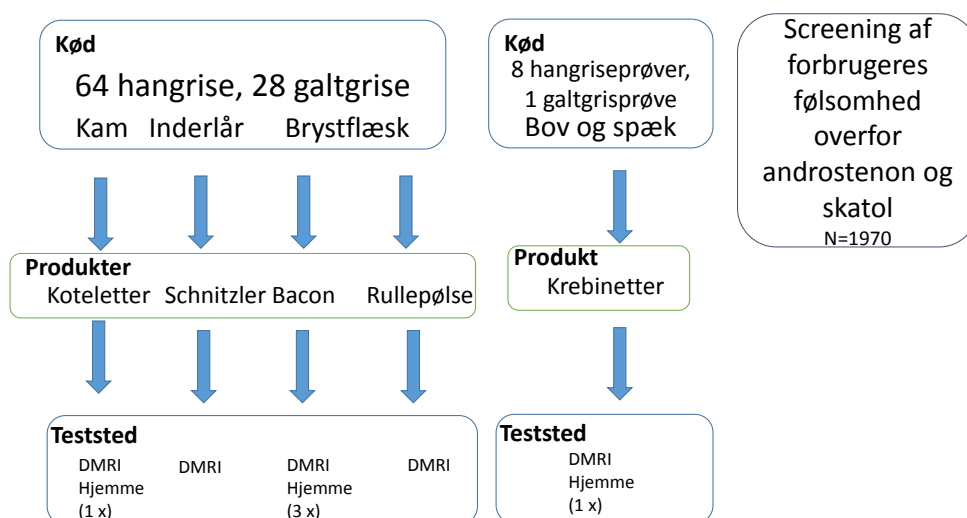 Kød
64 hangrise, 28 galtgrise
Kam Inderlår Brystflæsk
Produkter
Koteletter Schnitzler Bacon Rullepølse
Teststed
DMRI DMRI DMRI DMRI
Hjemme Hjemme
(1 x) (3 x)
Kød
8 hangriseprøver,
1 galtgrisprøve
Bov og spæk
Produkt
Krebinetter
Teststed
DMRI
Hjemme
(1 x)
Screening af
forbrugeres
følsomhed
overfor
androstenon og
skatol
N=1970